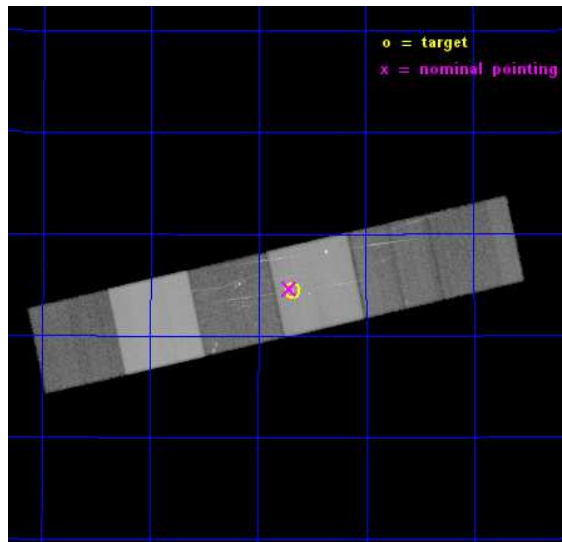 o = target
x = nominal pointing